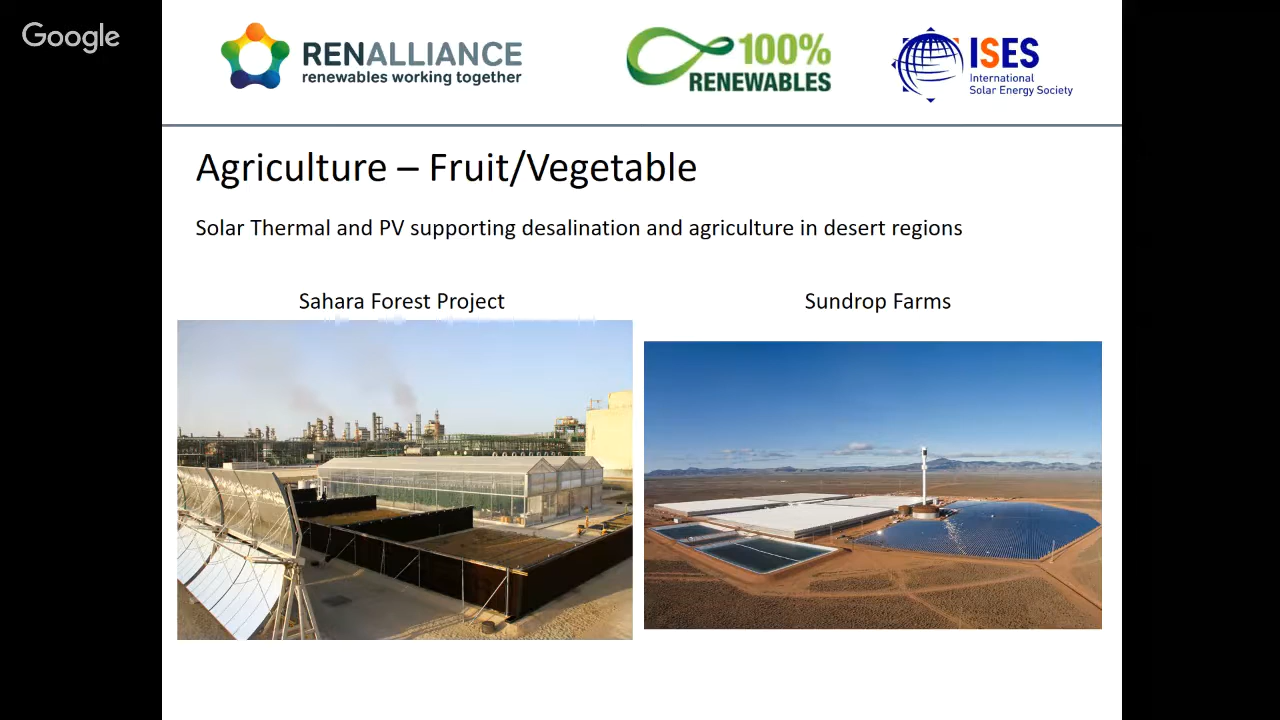 Google
RENALLIANCE
renewables working together
100%
RENEWABLES
ISES
International
Solar Energy Society
Agriculture – Fruit/Vegetable
Solar Thermal and PV supporting desalination and agriculture in desert regions
Sahara Forest Project
Sundrop Farms